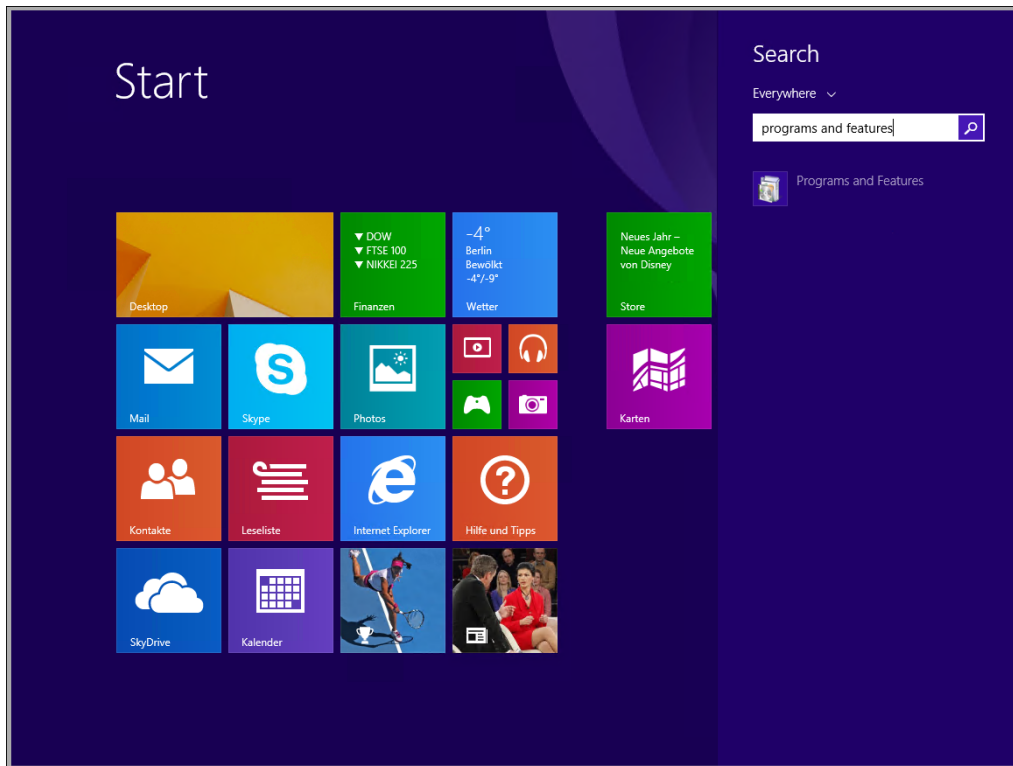 Start
Search
Everywhere
programs and features
Programs and Features
Desktop
▼ DOW
▼ FTSE 100
▼ NIKKEI 225
Finanzen
-4°
Berlin
Bewölkt
-4°/-9°
Wetter
Neues Jahr –
Neue Angebote
von Disney
Store
Mail
Skype
Photos
Karten
Kontakte
Leseliste
Internet Explorer
Hilfe und Tipps
SkyDrive
Kalender